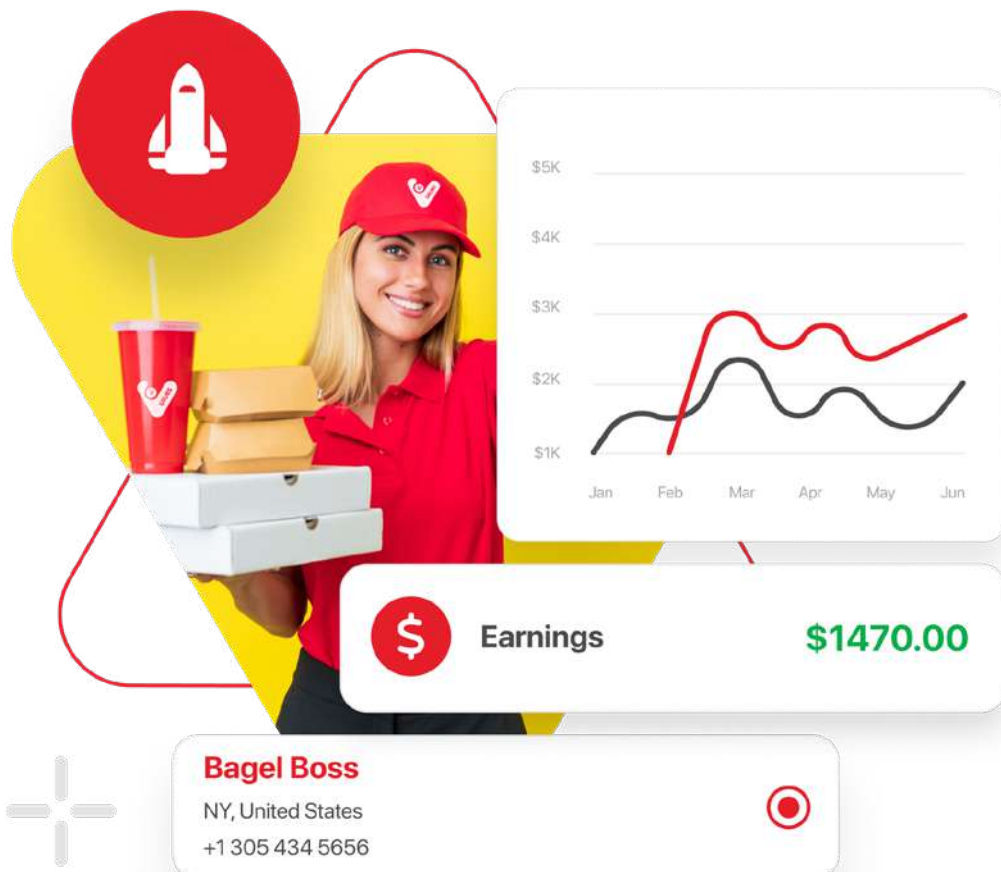 $5K
$4K
$3K
$2K
$1K
Jan Feb Mar Apr May Jun
$ Earnings $1470.00
Bagel Boss
NY, United States
+1 305 434 5656